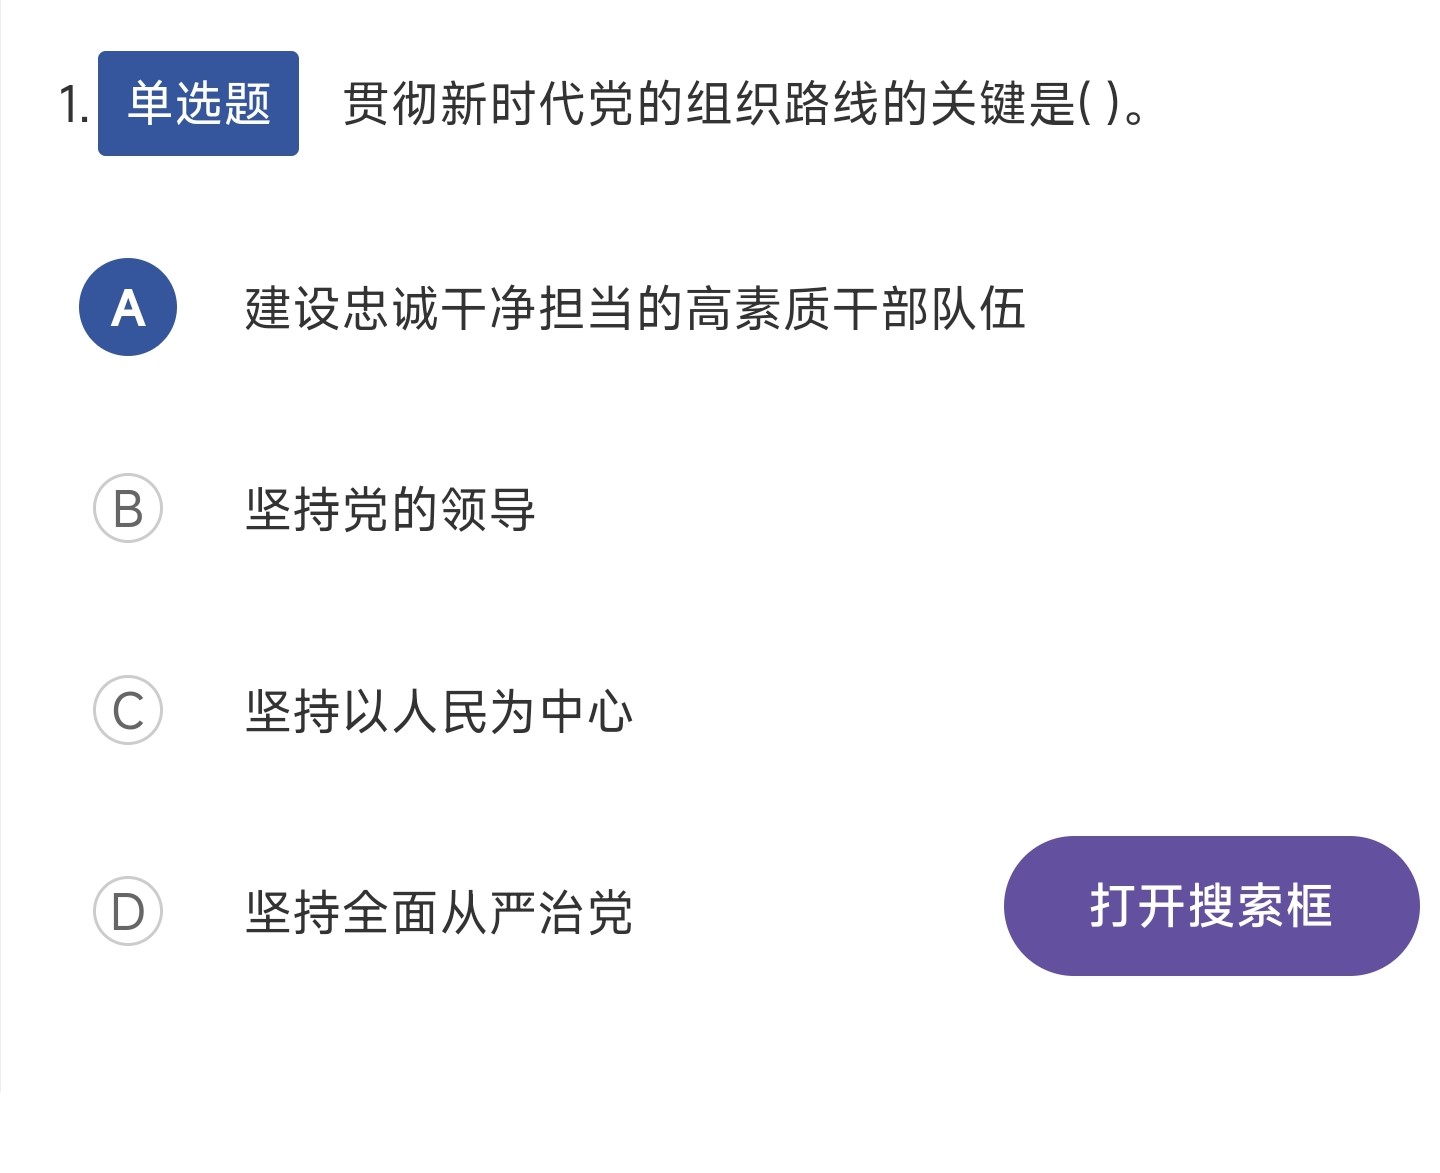 1. 单选题 贯彻新时代党的组织路线的关键是( )。
A 建设忠诚干净担当的高素质干部队伍
B 坚持党的领导
C 坚持以人民为中心
D 坚持全面从严治党
打开搜索框